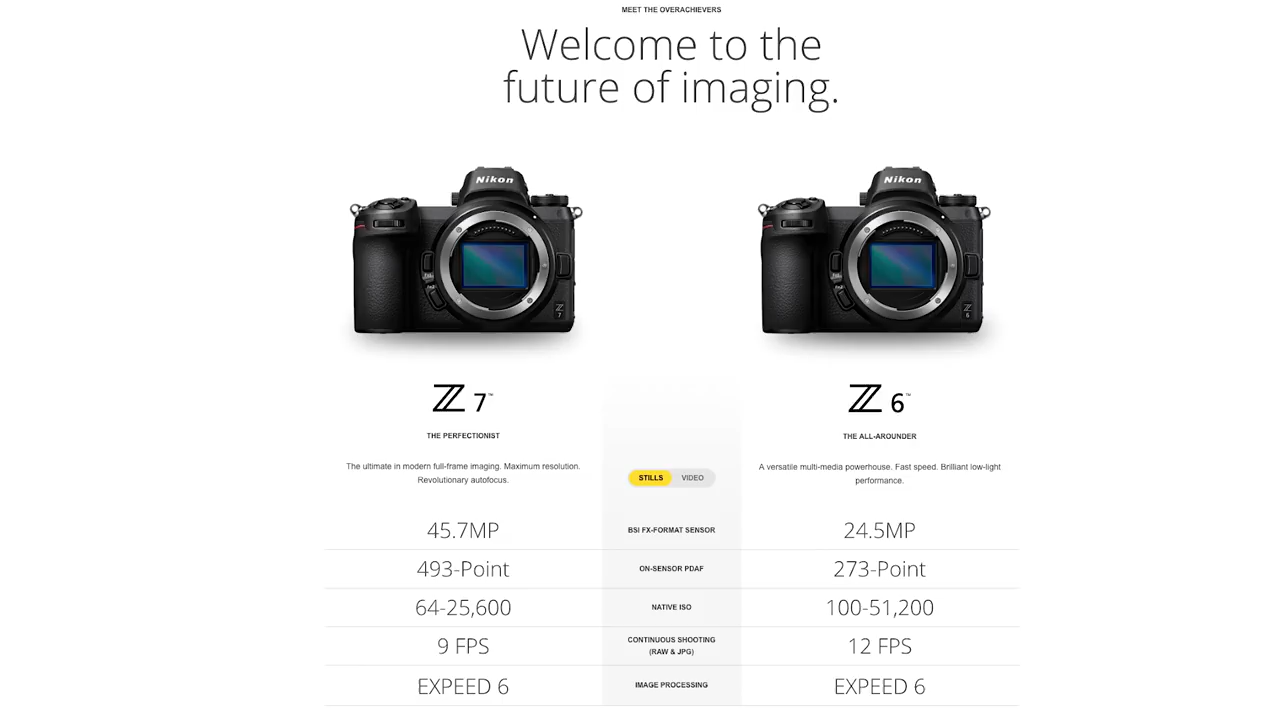 MEET THE OVERACHIEVERS
Welcome to the
future of imaging.
Nikon
Nikon
Z
7
Z
6
Z 7™
Z 6™
THE PERFECTIONIST
THE ALL-AROUNDER
The ultimate in modern full-frame imaging. Maximum resolution.
Revolutionary autofocus.
STILLS VIDEO
A versatile multi-media powerhouse. Fast speed. Brilliant low-light
performance.
45.7MP BSI FX-FORMAT SENSOR 24.5MP
493-Point ON-SENSOR PDAF 273-Point
64-25,600 NATIVE ISO 100-51,200
9 FPS CONTINUOUS SHOOTING 12 FPS
(RAW & JPG)
EXPEED 6 IMAGE PROCESSING EXPEED 6